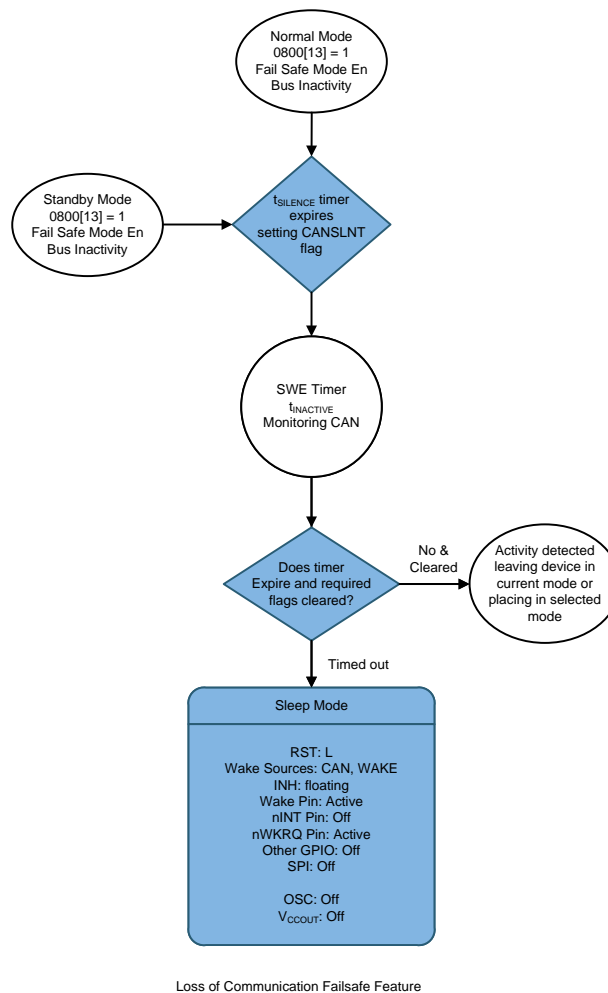 Normal Mode
0800[13] = 1
Fail Safe Mode En
Bus Inactivity
Standby Mode
0800[13] = 1
Fail Safe Mode En
Bus Inactivity
tSILENCE timer
expires
setting CANSLNT
flag
SWE Timer
tINACTIVE
Monitoring CAN
Does timer
Expire and required
flags cleared?
No &
Cleared
Activity detected
leaving device in
current mode or
placing in selected
mode
Timed out
Sleep Mode
RST: L
Wake Sources: CAN, WAKE
INH: floating
Wake Pin: Active
nINT Pin: Off
nWKRQ Pin: Active
Other GPIO: Off
SPI: Off
OSC: Off
VCCOUT: Off
Loss of Communication Failsafe Feature